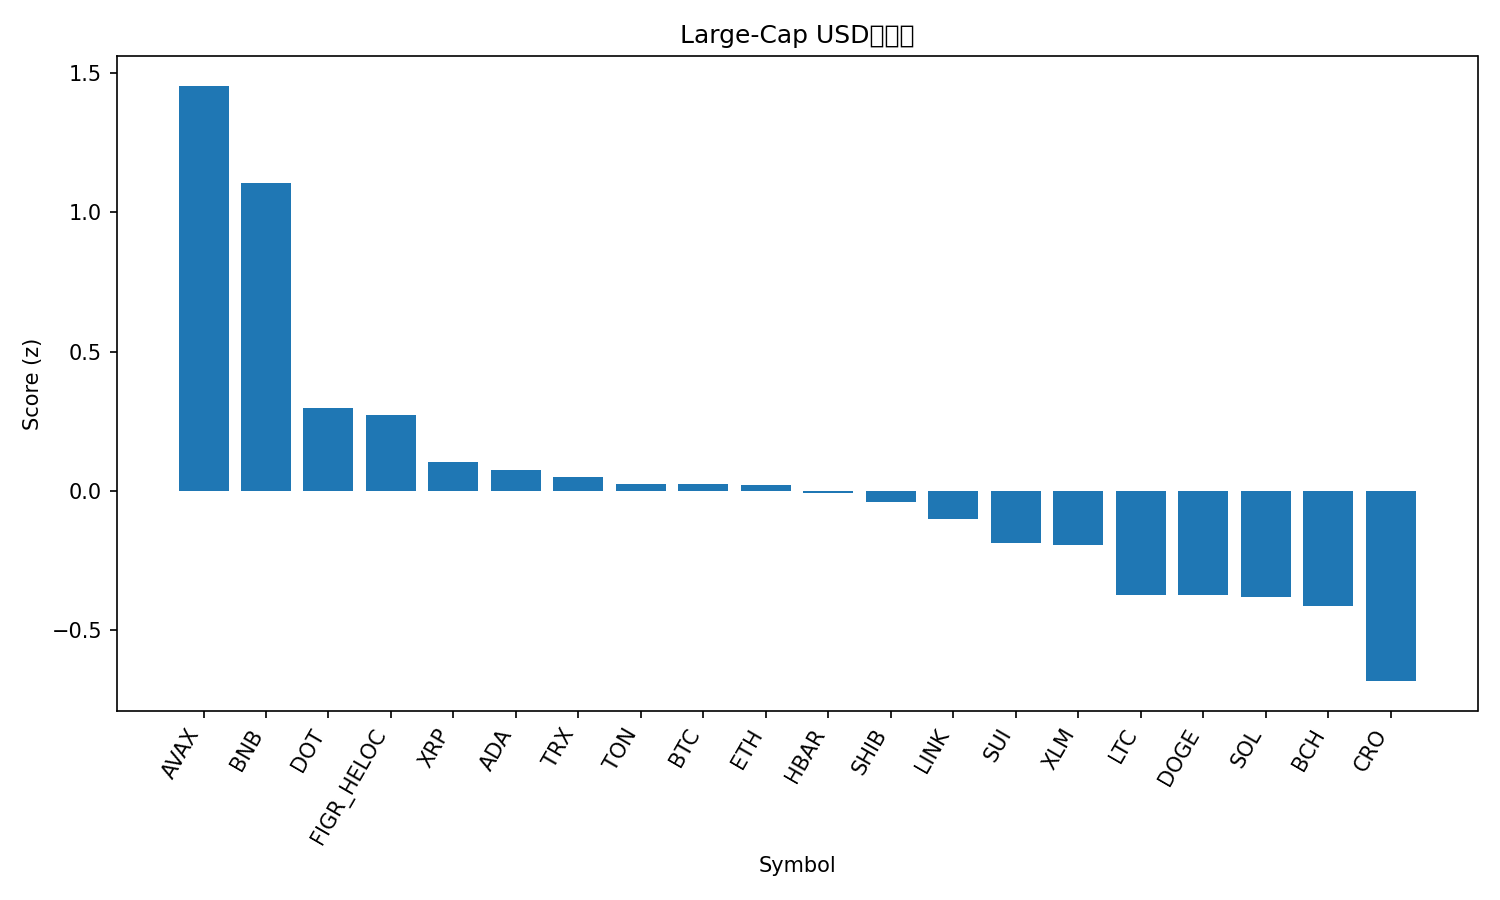 Large-Cap USD
1.5
1.0
0.5
0.0
−0.5
Score (z)
AVAX
BNB
DOT
FIGR_HELOC
XRP
ADA
TRX
TON
BTC
ETH
HBAR
SHIB
LINK
SUI
XLM
LTC
DOGE
SOL
BCH
CRO
Symbol